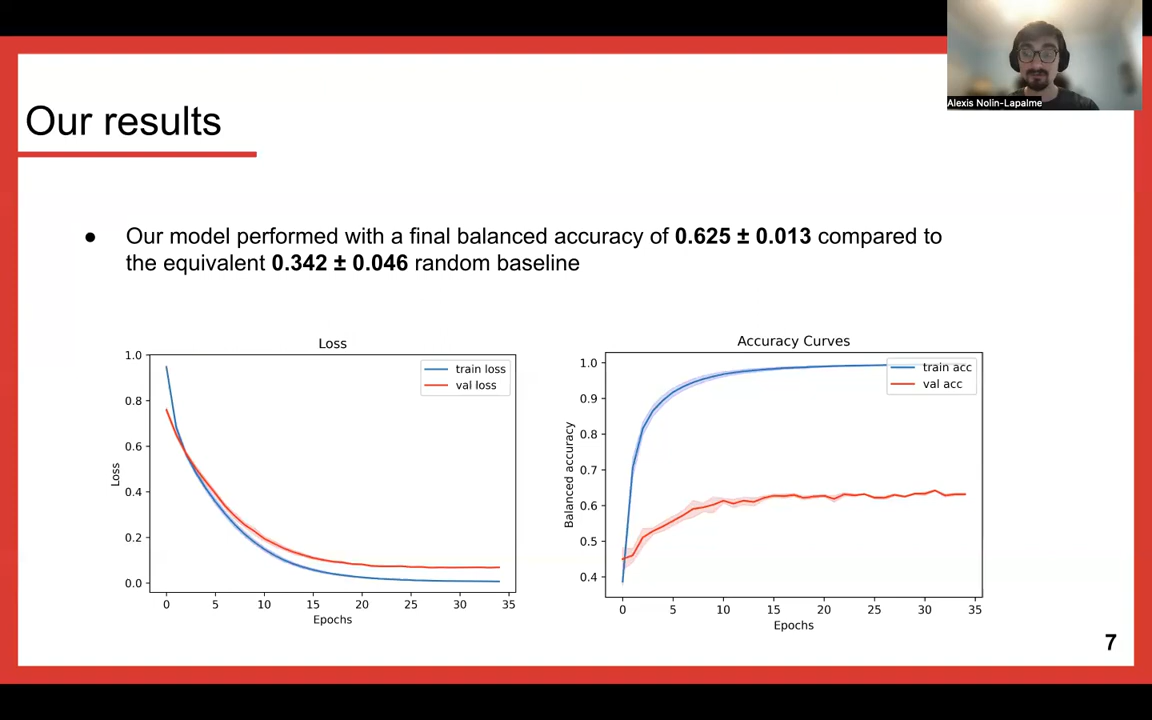 Alexis Nolin-Lapalme
Our results
● Our model performed with a final balanced accuracy of 0.625 ± 0.013 compared to
the equivalent 0.342 ± 0.046 random baseline
Loss
1.0
0.8
0.6
0.4
0.2
0.0
Loss
train loss
val loss
0 5 10 15 20 25 30 35
Epochs
Accuracy Curves
1.0
0.9
0.8
0.7
0.6
0.5
0.4
Balanced accuracy
train acc
val acc
0 5 10 15 20 25 30 35
Epochs
7